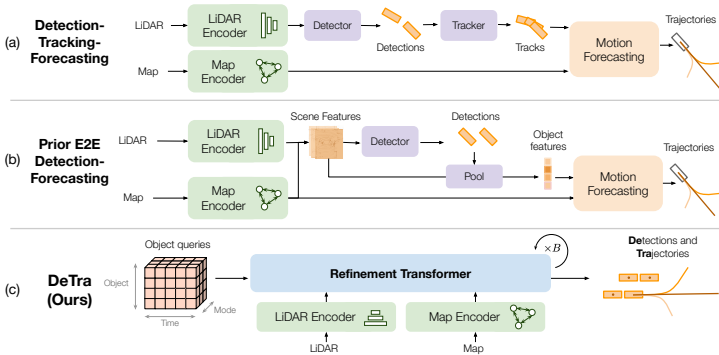 (a)
Detection-
Tracking-
Forecasting
LiDAR
LiDAR
Encoder
Detector
Detections
Tracker
Tracks
Map
Map
Encoder
Motion
Forecasting
Trajectories
(b)
Prior E2E
Detection-
Forecasting
LiDAR
LiDAR
Encoder
Scene Features
Detector
Detections
Pool
Object
features
Map
Map
Encoder
Motion
Forecasting
Trajectories
(c)
DeTra
(Ours)
Object queries
Object
Time
Mode
Refinement Transformer
×B
LiDAR Encoder
Map Encoder
LiDAR
Map
Detections and
Trajectories